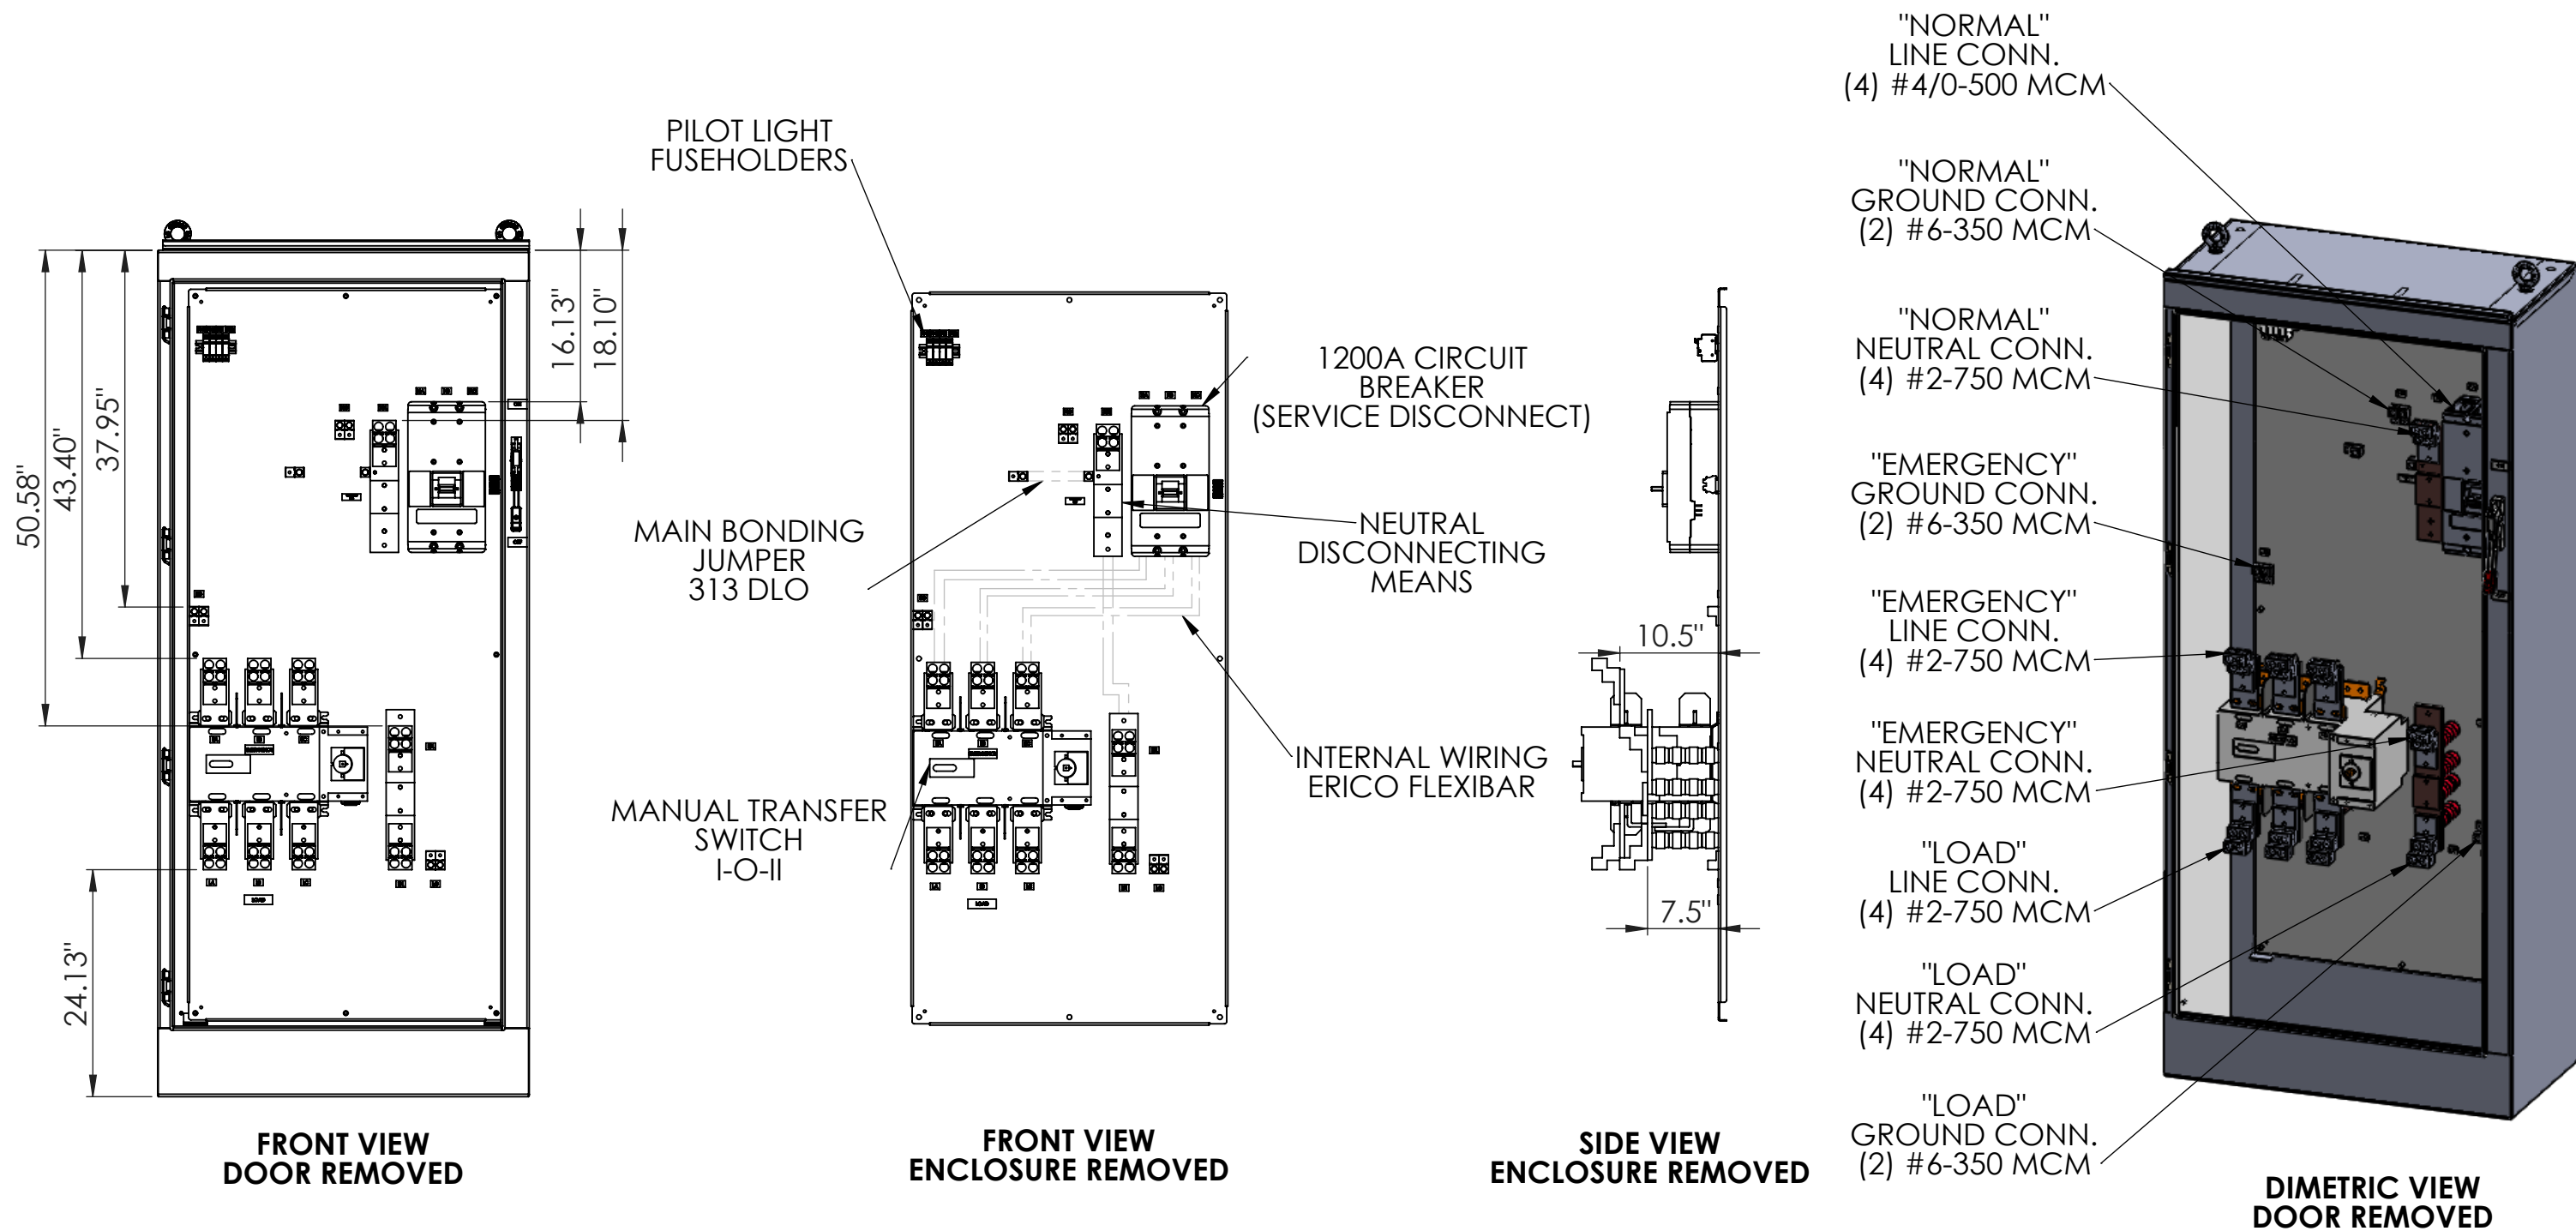 50.58"
43.40"
37.95"
16.13"
18.10"
24.13"
FRONT VIEW
DOOR REMOVED
PILOT LIGHT
FUSEHOLDERS
1200A CIRCUIT
BREAKER
(SERVICE DISCONNECT)
MAIN BONDING
JUMPER
313 DLO
NEUTRAL
DISCONNECTING
MEANS
MANUAL TRANSFER
SWITCH
I-O-II
INTERNAL WIRING
ERICO FLEXIBAR
FRONT VIEW
ENCLOSURE REMOVED
10.5"
7.5"
SIDE VIEW
ENCLOSURE REMOVED
"NORMAL"
LINE CONN.
(4) #4/0-500 MCM
"NORMAL"
GROUND CONN.
(2) #6-350 MCM
"NORMAL"
NEUTRAL CONN.
(4) #2-750 MCM
"EMERGENCY"
GROUND CONN.
(2) #6-350 MCM
"EMERGENCY"
LINE CONN.
(4) #2-750 MCM
"EMERGENCY"
NEUTRAL CONN.
(4) #2-750 MCM
"LOAD"
LINE CONN.
(4) #2-750 MCM
"LOAD"
NEUTRAL CONN.
(4) #2-750 MCM
"LOAD"
GROUND CONN.
(2) #6-350 MCM
DIMETRIC VIEW
DOOR REMOVED